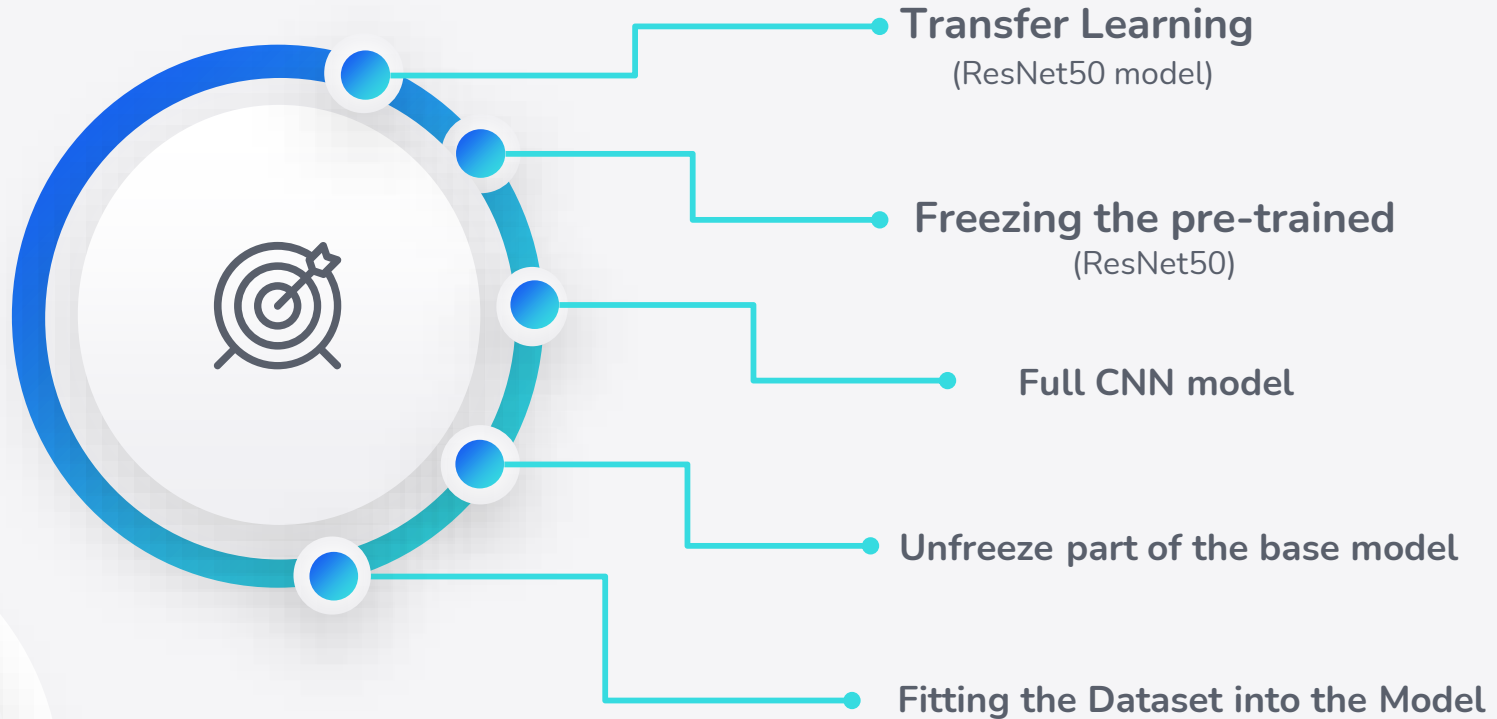 Transfer Learning
(ResNet50 model)
Freezing the pre-trained
(ResNet50)
Full CNN model
Unfreeze part of the base model
Fitting the Dataset into the Model